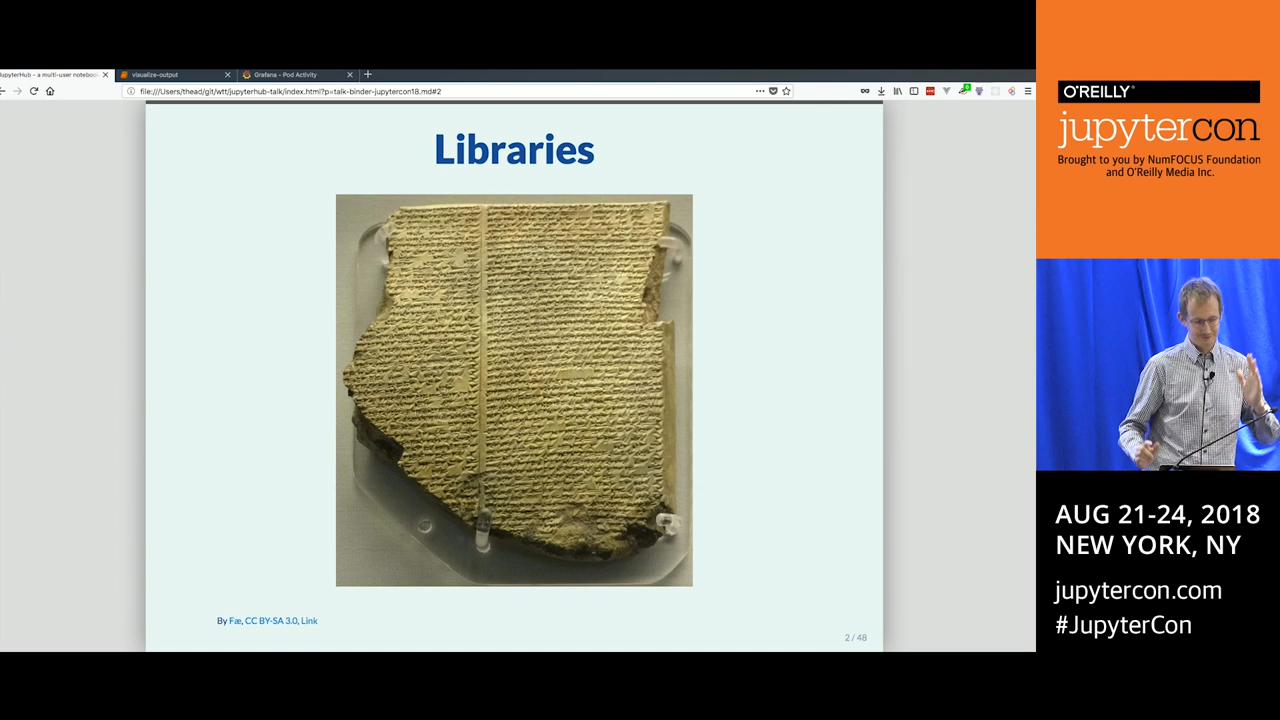 JupyterHub - a multi-user notebook
visualize-output
Grafana - Pod Activity
file:///Users/thead/git/wtt/jupyterhub-talk/index.html?p=talk-binder-jupytercon18.md#2
Libraries
By Fæ, CC BY-SA 3.0, Link
2 / 48
O'REILLY®
jupytercon
Brought to you by NumFOCUS Foundation
and O'Reilly Media Inc.
AUG 21-24, 2018
NEW YORK, NY
jupytercon.com
#JupyterCon